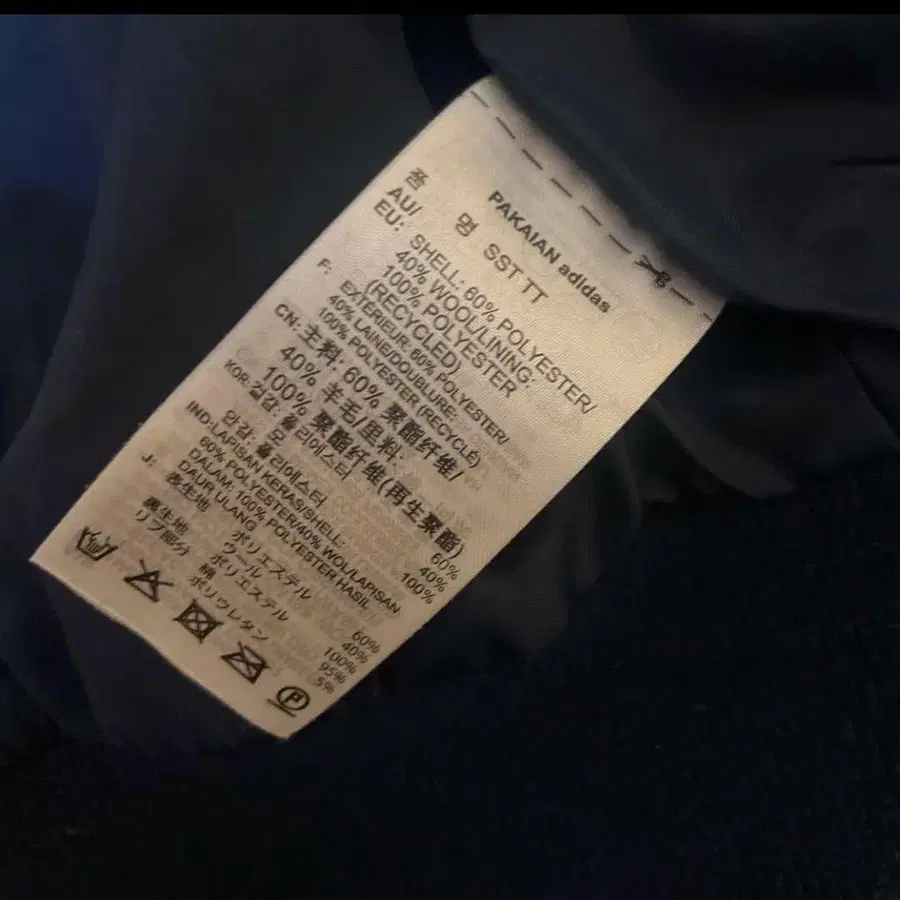 PAKAIAN adidas
품 명 SST TT
AU/
EU: SHELL: 60% POLYESTER/
40% WOOL/LINING:
100% POLYESTER
(RECYCLED)
F: EXTÉRIEUR: 60% POLYESTER/
40% LAINE/DOUBLURE:
100% POLYESTER (RECYCLÉ)
CN: 主料: 60% 聚酯纤维/
40% 羊毛/里料:
100% 聚酯纤维(再生聚酯)
KOR: 겉감: 폴리에스터 60%
모 40%
안감: 폴리에스터 100%
IND:LAPISAN KERAS/SHELL:
60% POLYESTER/40% WOL/LAPISAN
DALAM: 100% POLYESTER HASIL
DAUR ULANG
J: 表生地 ポリエステル 60%
ウール 40%
裏生地 ポリエステル 100%
リブ部分 綿 95%
ポリウレタン 5%
P